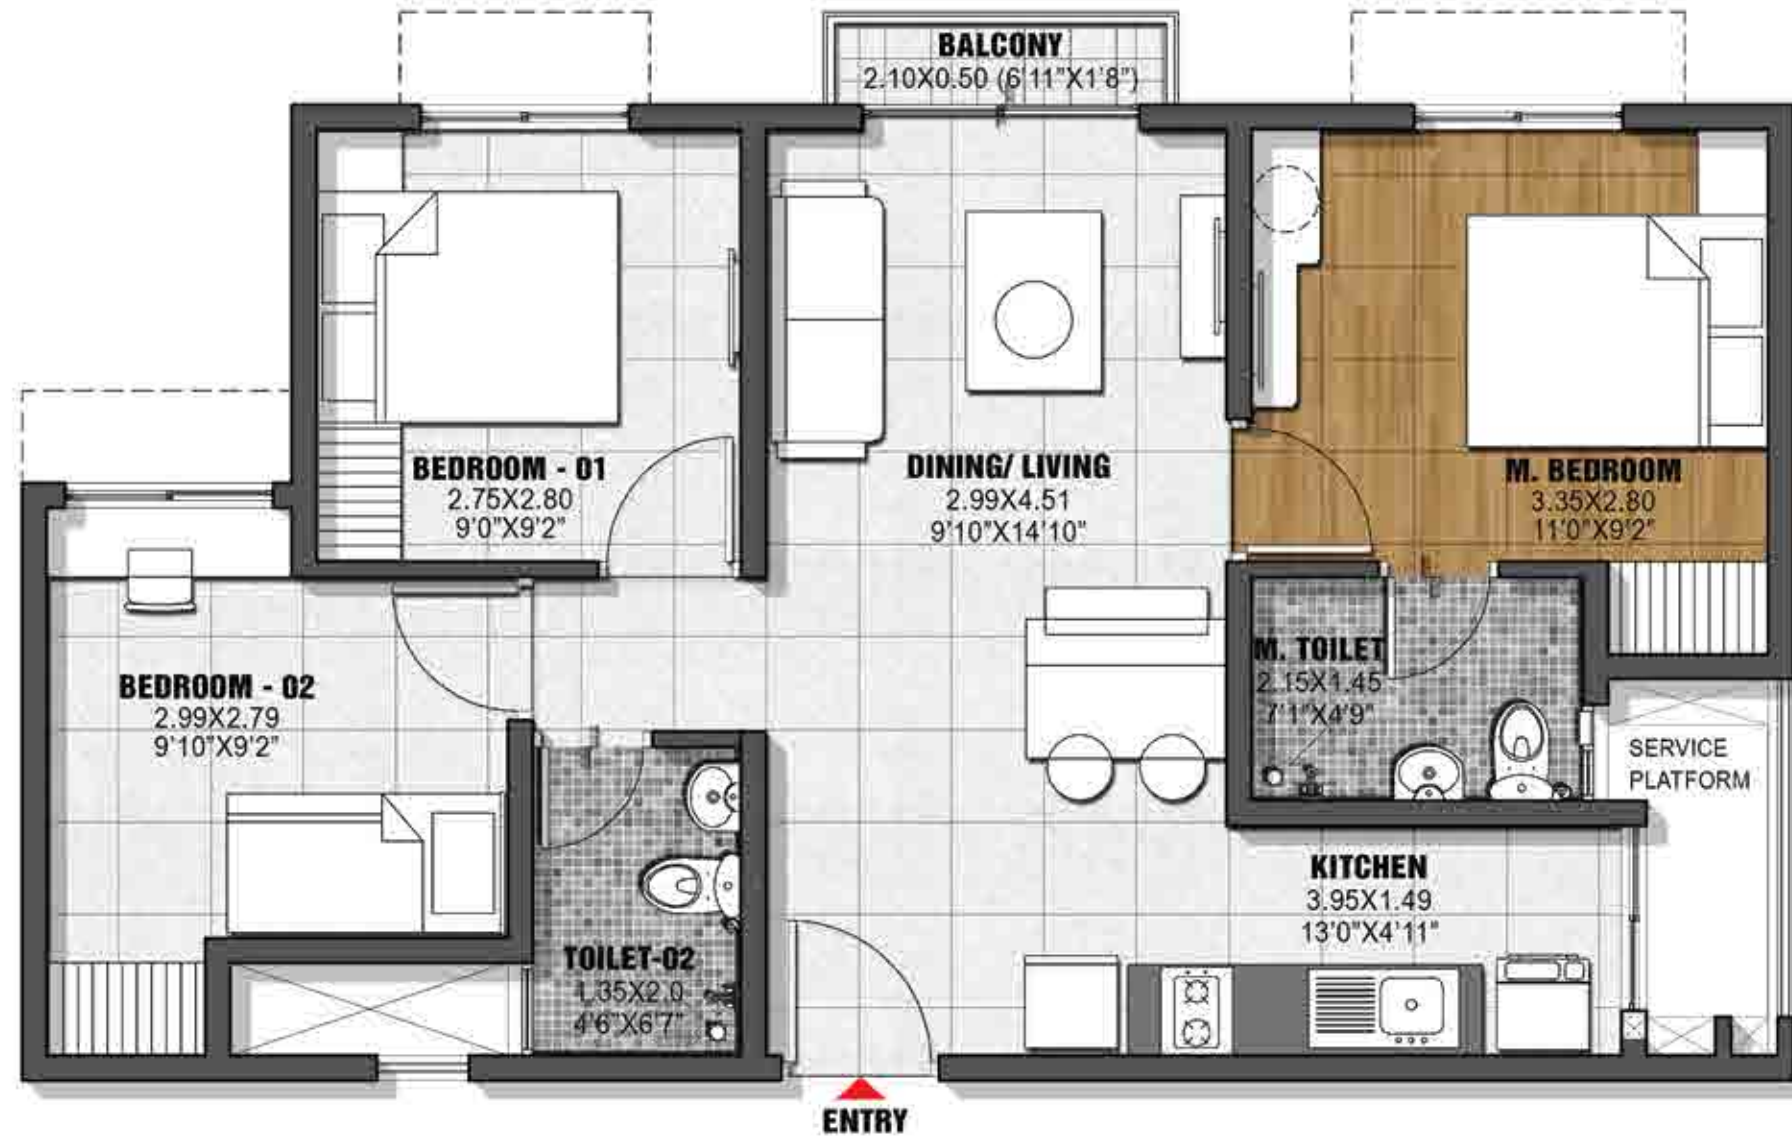 BALCONY
2.10X0.50 (6'11"X1'8")
BEDROOM - 01
2.75X2.80
9'0"X9'2"
DINING/ LIVING
2.99X4.51
9'10"X14'10"
M. BEDROOM
3.35X2.80
11'0"X9'2"
M. TOILET
2.15X1.45
7'1"X4'9"
BEDROOM - 02
2.99X2.79
9'10"X9'2"
SERVICE
PLATFORM
KITCHEN
3.95X1.49
13'0"X4'11"
TOILET-02
1.35X2.0
4'6"X6'7"
ENTRY